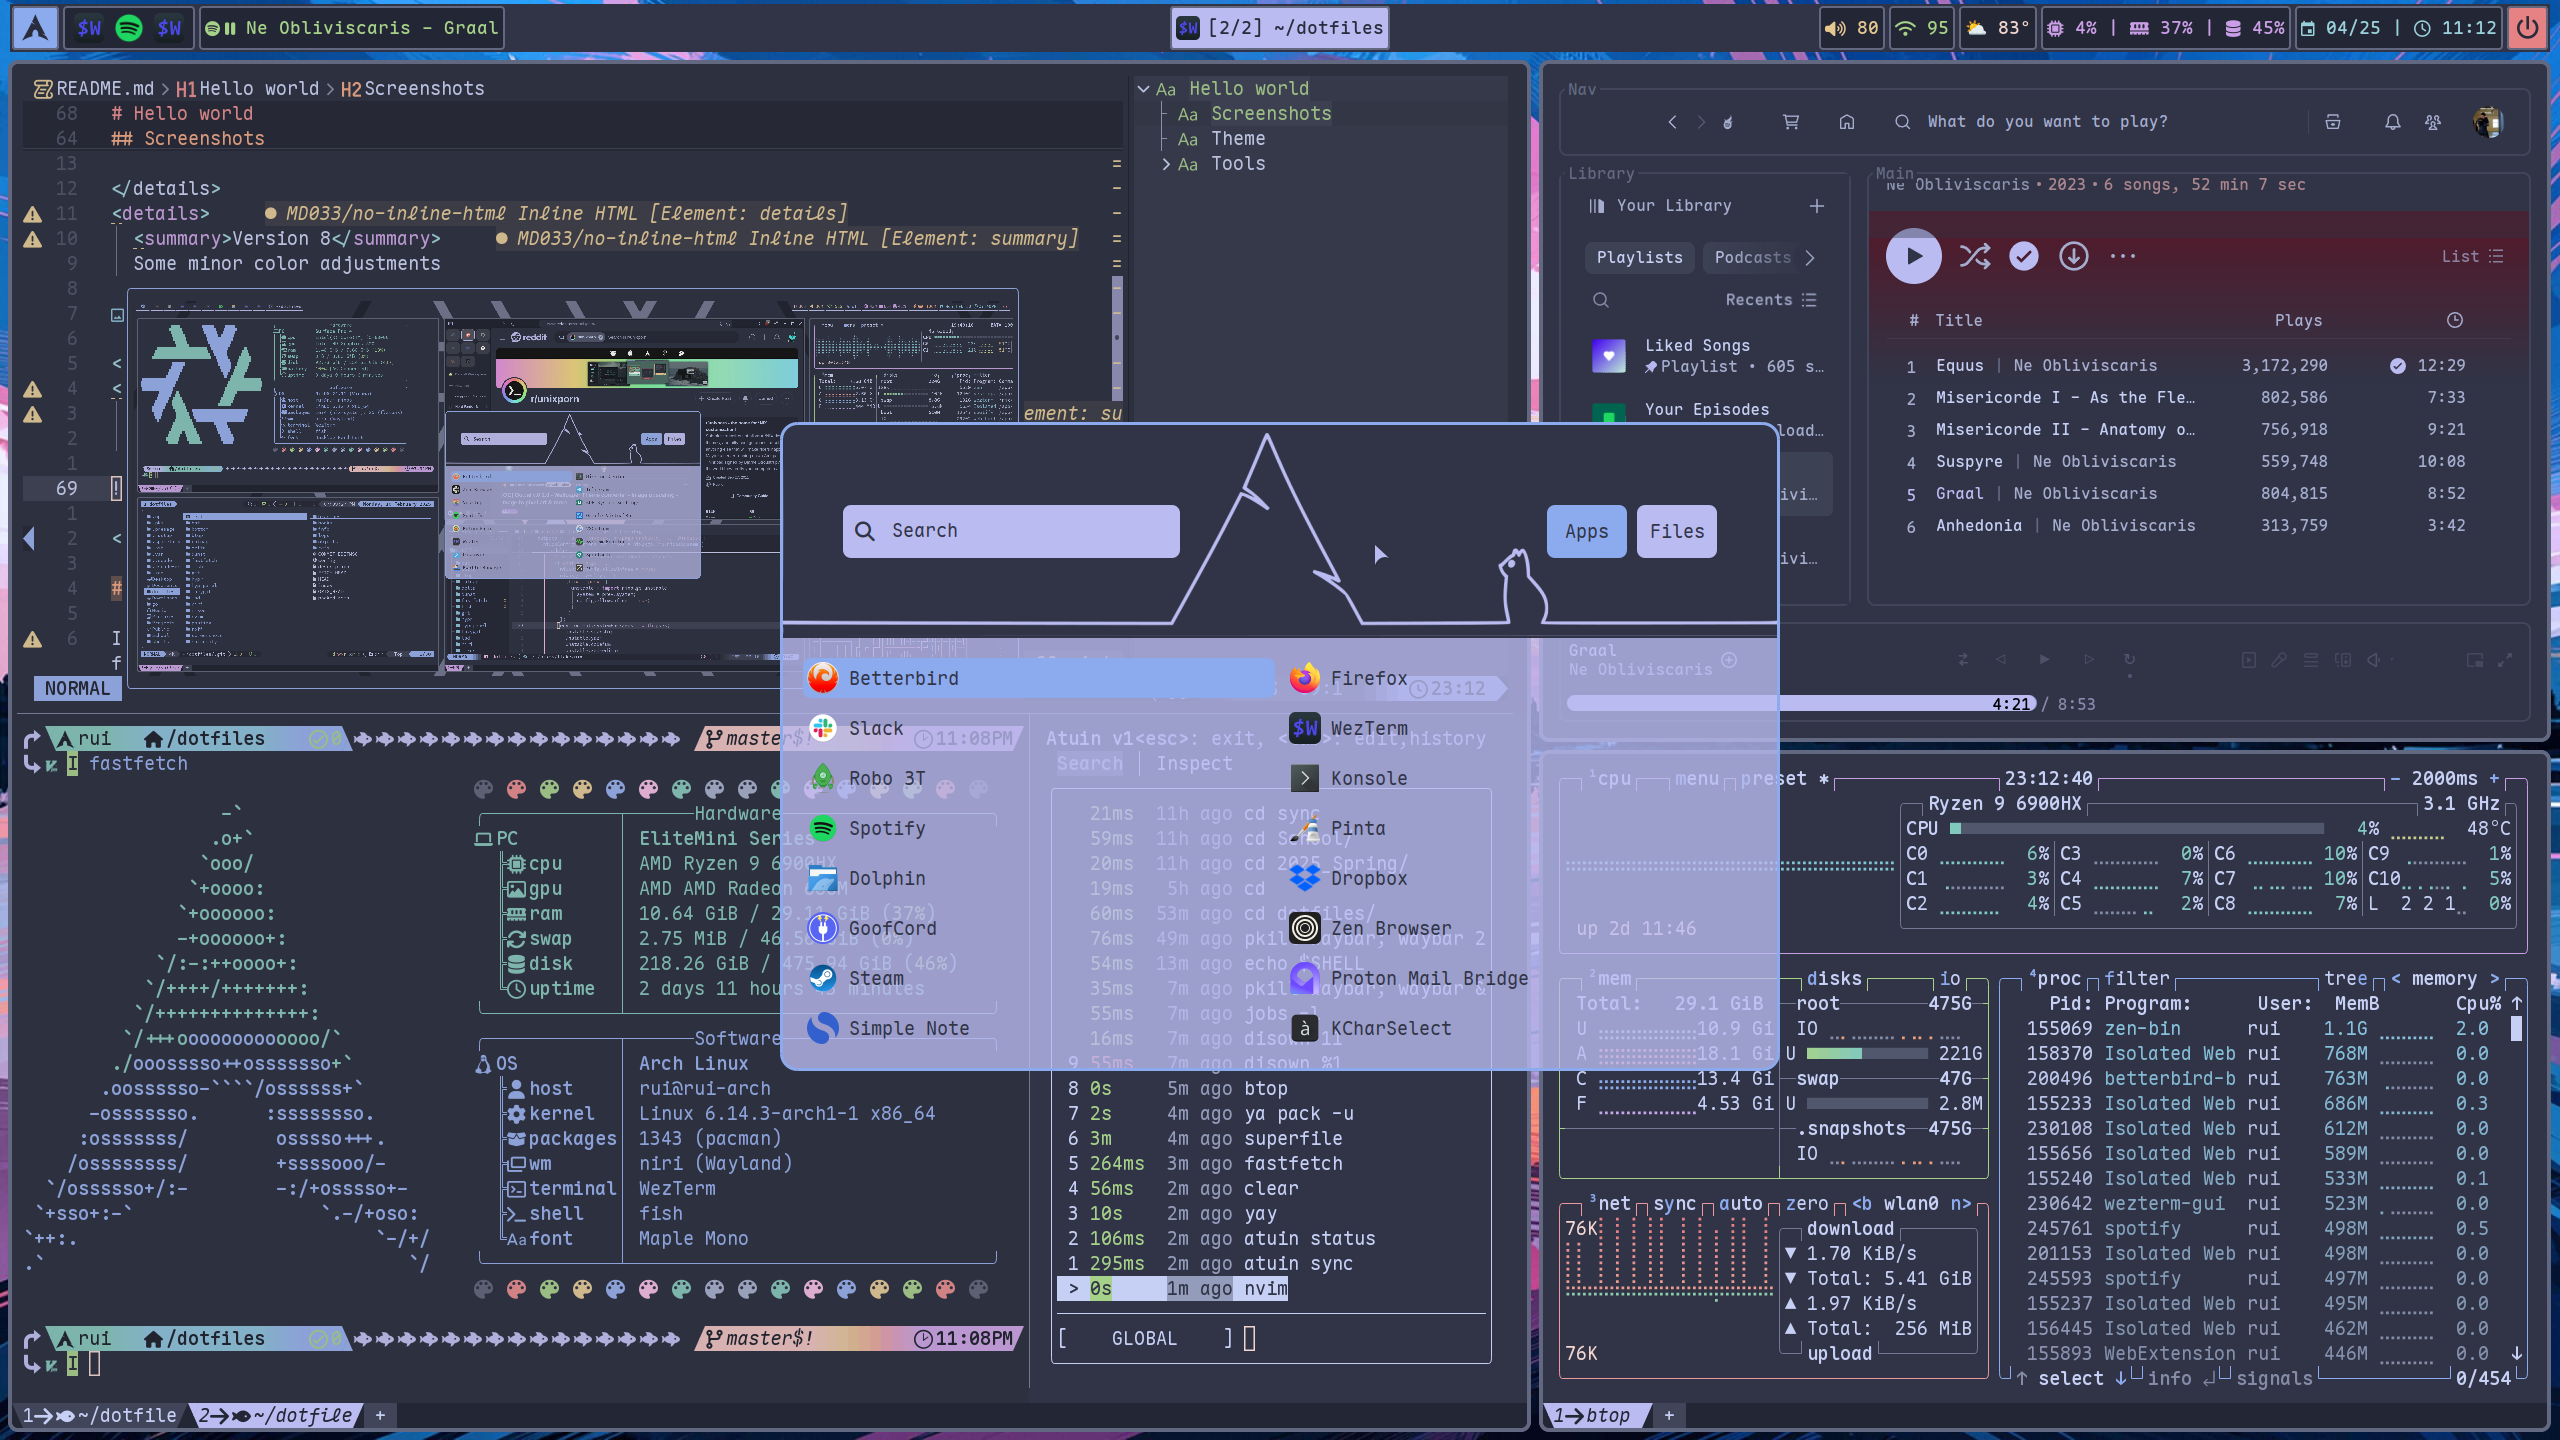 $W $W Ne Obliviscaris - Graal
$W [2/2] ~/dotfiles
80 95 83° 4% | 37% | 45% 04/25 | 11:12
README.md > H1 Hello world > H2 Screenshots
68 # Hello world
64 ## Screenshots
13
12 </details>
11 <details> ● MD033/no-inline-html Inline HTML [Element: details]
10 <summary>Version 8</summary> ● MD033/no-inline-html Inline HTML [Element: summary]
9 Some minor color adjustments
8
7
6
5 <
4 <
3 ement: su
2
1
69 !
1
2 <
3
4 #
5
6 I
f
NORMAL
reddit
r/unixporn
Aa Hello world
Aa Screenshots
Aa Theme
Aa Tools
Nav
What do you want to play?
Library
Your Library
Playlists Podcasts
Recents
Liked Songs
Playlist • 605 s…
Your Episodes
Main
Ne Obliviscaris • 2023 • 6 songs, 52 min 7 sec
List
# Title Plays
1 Equus | Ne Obliviscaris 3,172,290 12:29
2 Misericorde I - As the Fle… 802,586 7:33
3 Misericorde II - Anatomy o… 756,918 9:21
4 Suspyre | Ne Obliviscaris 559,748 10:08
5 Graal | Ne Obliviscaris 804,815 8:52
6 Anhedonia | Ne Obliviscaris 313,759 3:42
Graal
Ne Obliviscaris
4:21 / 8:53
Search
Apps Files
Betterbird Firefox
Slack WezTerm
Robo 3T Konsole
Spotify Pinta
Dolphin Dropbox
GoofCord Zen Browser
Steam Proton Mail Bridge
Simple Note KCharSelect
23:12
rui /dotfiles 0 master$! 11:08PM
I fastfetch
Hardware
PC EliteMini Series
cpu AMD Ryzen 9 6900HX
gpu AMD AMD Radeon
ram 10.64 GiB / 29.11 GiB (37%)
swap 2.75 MiB / 46. GiB (0%)
disk 218.26 GiB / 475.94 GiB (46%)
uptime 2 days 11 hours minutes
Software
OS Arch Linux
host rui@rui-arch
kernel Linux 6.14.3-arch1-1 x86_64
packages 1343 (pacman)
wm niri (Wayland)
terminal WezTerm
shell fish
font Maple Mono
rui /dotfiles 0 master$! 11:08PM
I
1 ~/dotfile 2 ~/dotfile +
Atuin v1<esc>: exit, : edit,history
Search | Inspect
21ms 11h ago cd sync
59ms 11h ago cd School/
20ms 11h ago cd 2025_Spring/
19ms 5h ago cd
60ms 53m ago cd dotfiles/
76ms 49m ago pkill waybar; waybar 2
54ms 13m ago echo $SHELL
35ms 7m ago pkill waybar; waybar &
55ms 7m ago jobs
16ms 7m ago disown
9 55ms 7m ago disown %1
8 0s 5m ago btop
7 2s 4m ago ya pack -u
6 3m 4m ago superfile
5 264ms 3m ago fastfetch
4 56ms 2m ago clear
3 10s 2m ago yay
2 106ms 2m ago atuin status
1 295ms 2m ago atuin sync
> 0s 1m ago nvim
[ GLOBAL ]
¹cpu menu preset * 23:12:40 - 2000ms +
Ryzen 9 6900HX 3.1 GHz
CPU 4% 48°C
C0 6% C3 0% C6 10% C9 1%
C1 3% C4 7% C7 10% C10 5%
C2 4% C5 2% C8 7% L 2 2 1 0%
up 2d 11:46
²mem
Total: 29.1 GiB
U 10.9 Gi
A 18.1 Gi
C 13.4 Gi
F 4.53 Gi
disks io
root 475G
IO
U 221G
swap 47G
U 2.8M
.snapshots 475G
IO
³net sync auto zero <b wlan0 n>
76K
download
▼ 1.70 KiB/s
▼ Total: 5.41 GiB
▲ 1.97 KiB/s
▲ Total: 256 MiB
76K
upload
⁴proc filter tree < memory >
Pid: Program: User: MemB Cpu% ↑
155069 zen-bin rui 1.1G 2.0
158370 Isolated Web rui 768M 0.0
200496 betterbird-b rui 763M 0.0
155233 Isolated Web rui 686M 0.3
230108 Isolated Web rui 612M 0.0
155656 Isolated Web rui 589M 0.0
155240 Isolated Web rui 533M 0.1
230642 wezterm-gui rui 523M 0.0
245761 spotify rui 498M 0.5
201153 Isolated Web rui 498M 0.0
245593 spotify rui 497M 0.0
155237 Isolated Web rui 495M 0.0
156445 Isolated Web rui 462M 0.0
155893 WebExtension rui 446M 0.0 ↓
↑ select ↓ info ↵ signals 0/454
1 btop +